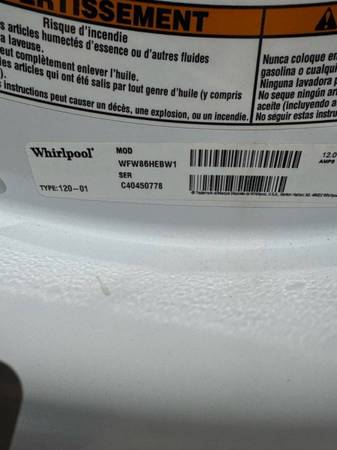 ERTISSEMENT
Risque d'incendie
s articles humectés d'essence ou d'autres fluides
la laveuse.
eut complètement enlever l'huile.
les articles qui ont été salis par tout genre d'huile (y compris
s instructions peut causer un décès, une explosion, ou un incendie.
Nunca coloque en
gasolina o cualqui
Ninguna lavadora p
No seque ningún ar
aceite (incluyendo a
No seguir estas instru
Whirlpool
TYPE:120-01
MOD
WFW86HEBW1
SER
C40450778
12.0
AMPS